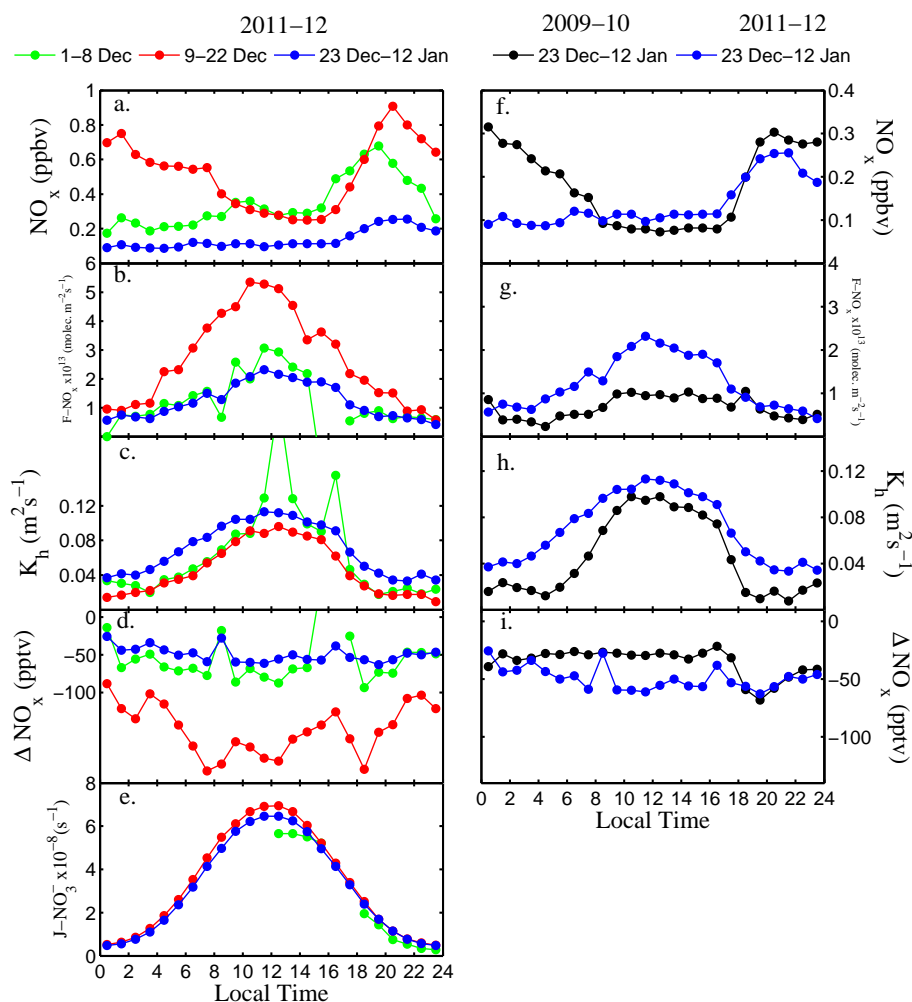 2011−12
2009−10 2011−12
1−8 Dec 9−22 Dec 23 Dec−12 Jan
23 Dec−12 Jan 23 Dec−12 Jan
a.
NOx (ppbv)
1
0.8
0.6
0.4
0.2
b.
F−NOx x10^13 (molec. m^−2 s^−1)
6
5
4
3
2
1
c.
Kh (m^2 s^−1)
0.12
0.08
0.04
d.
Δ NOx (pptv)
0
−50
−100
e.
J−NO3^− x10^−8 (s^−1)
8
6
4
2
0
0 2 4 6 8 10 12 14 16 18 20 22 24
Local Time
f.
NOx (ppbv)
0.4
0.3
0.2
0.1
0
g.
F−NOx x10^13 (molec. m^−2 s^−1)
4
3
2
1
0
h.
Kh (m^2 s^−1)
0.12
0.08
0.04
i.
Δ NOx (pptv)
0
−50
−100
0 2 4 6 8 10 12 14 16 18 20 22 24
Local Time